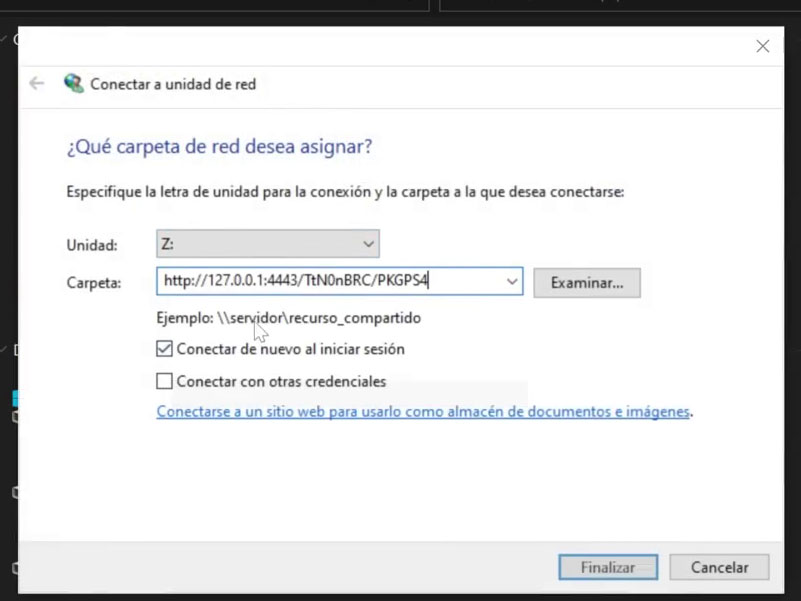 Conectar a unidad de red
¿Qué carpeta de red desea asignar?
Especifique la letra de unidad para la conexión y la carpeta a la que desea conectarse:
Unidad: Z:
Carpeta: http://127.0.0.1:4443/TtN0nBRC/PKGPS4 Examinar...
Ejemplo: \\servidor\recurso_compartido
Conectar de nuevo al iniciar sesión
Conectar con otras credenciales
Conectarse a un sitio web para usarlo como almacén de documentos e imágenes.
Finalizar Cancelar